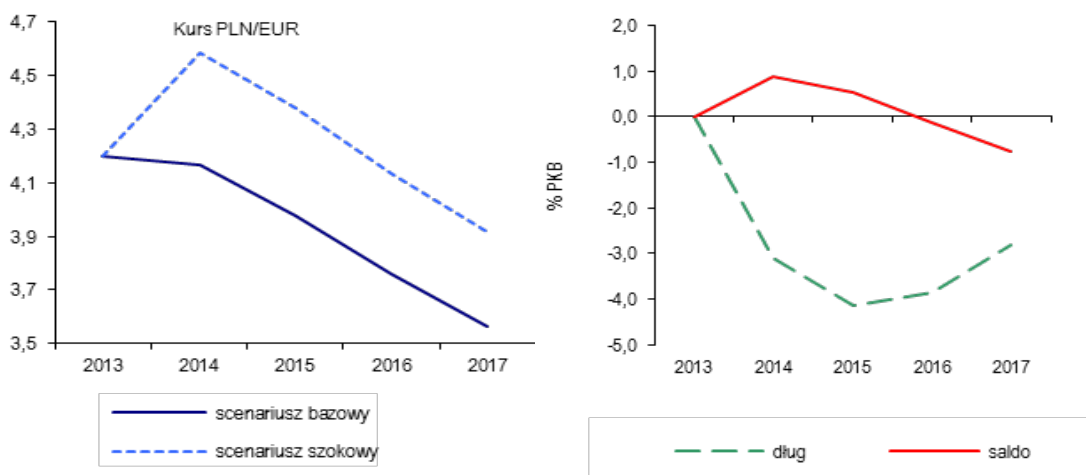 Kurs PLN/EUR
4,7
4,5
4,3
4,1
3,9
3,7
3,5
2013 2014 2015 2016 2017
scenariusz bazowy
scenariusz szokowy
% PKB
2,0
1,0
0,0
-1,0
-2,0
-3,0
-4,0
-5,0
2013 2014 2015 2016 2017
dług saldo